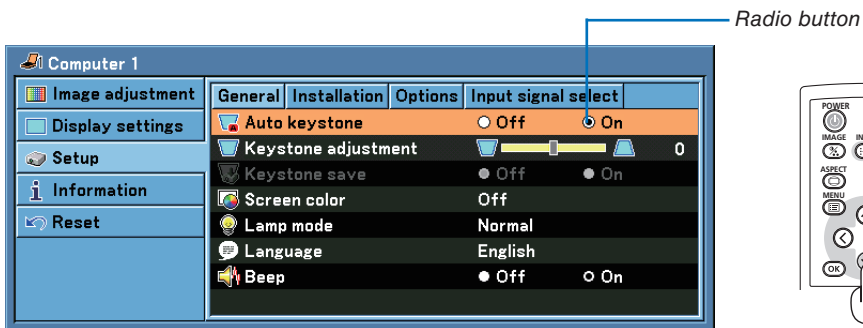 Radio button
Computer 1
Image adjustment
Display settings
Setup
Information
Reset
General Installation Options Input signal select
Auto keystone Off On
Keystone adjustment 0
Keystone save Off On
Screen color Off
Lamp mode Normal
Language English
Beep Off On
POWER
IMAGE
ASPECT
MENU
OK